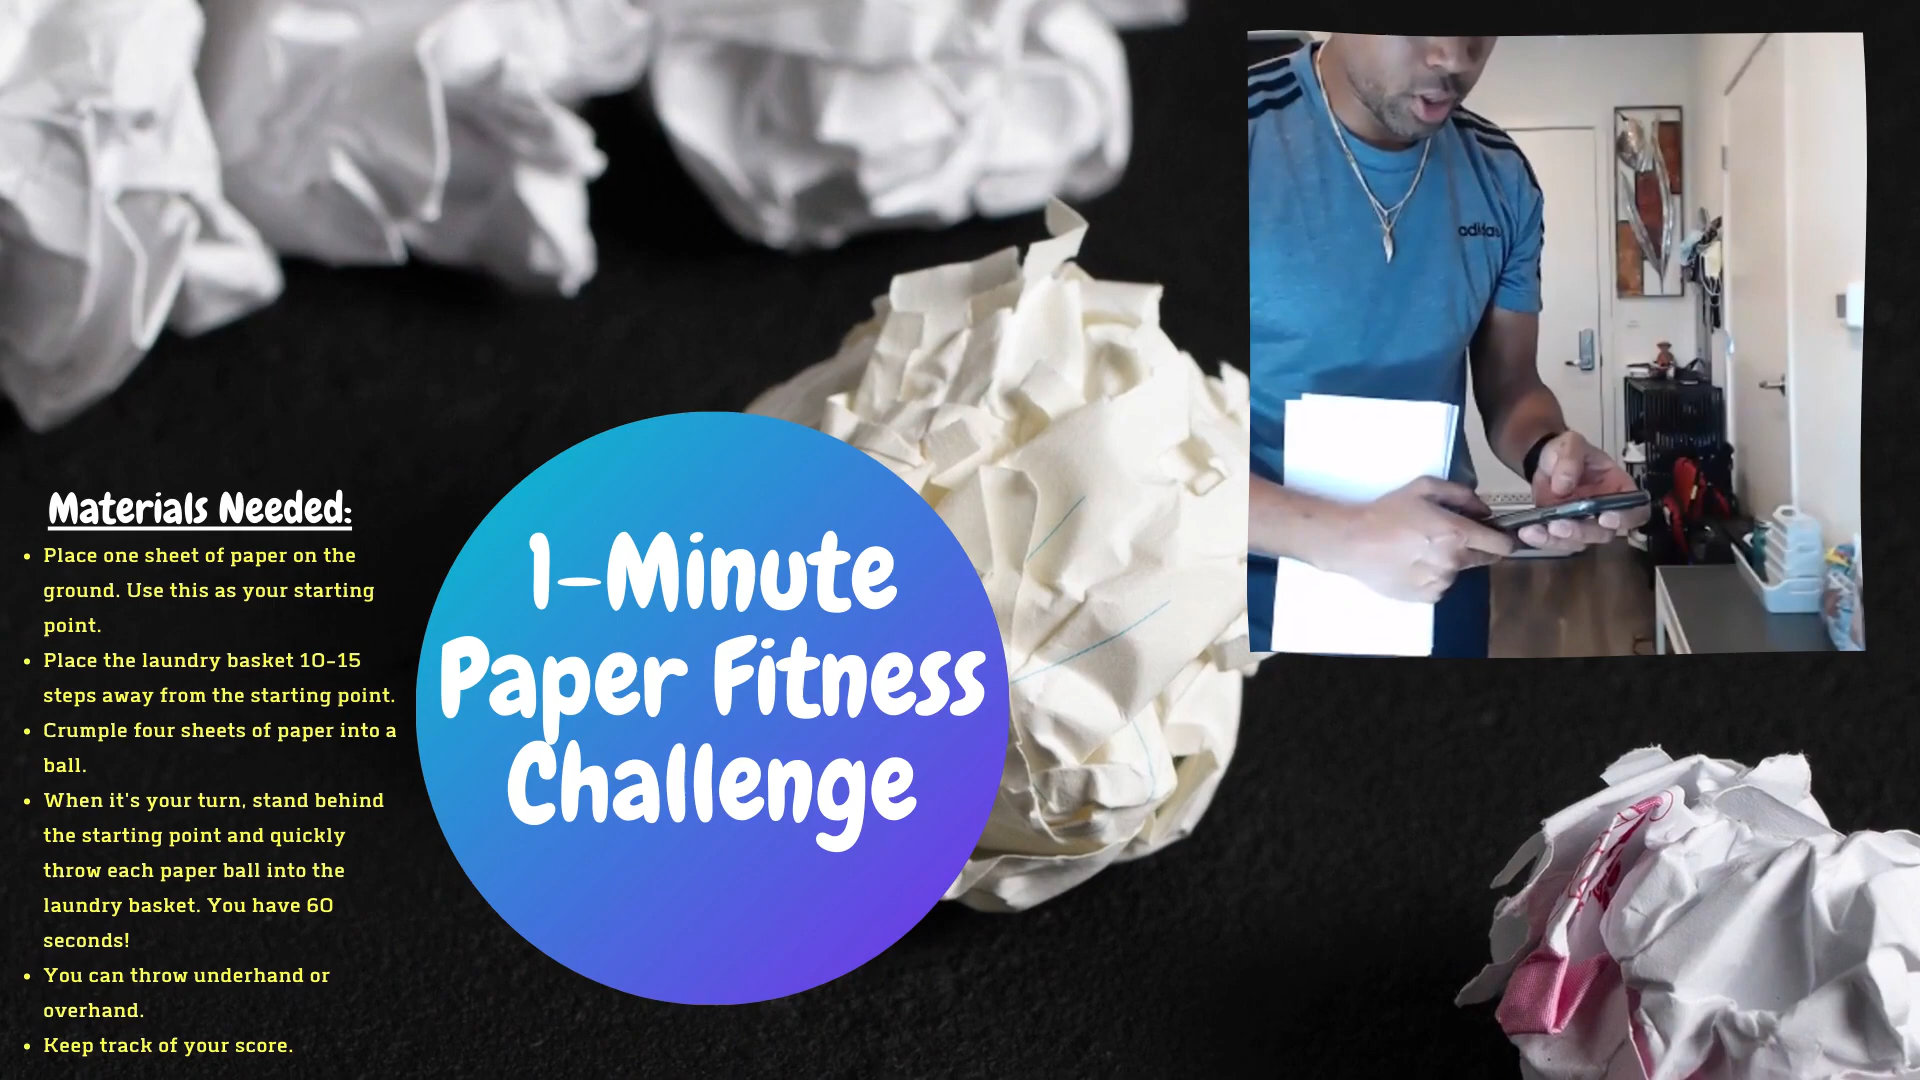 Materials Needed:
• Place one sheet of paper on the
ground. Use this as your starting
point.
• Place the laundry basket 10-15
steps away from the starting point.
• Crumple four sheets of paper into a
ball.
• When it's your turn, stand behind
the starting point and quickly
throw each paper ball into the
laundry basket. You have 60
seconds!
• You can throw underhand or
overhand.
• Keep track of your score.
1-Minute
Paper Fitness
Challenge
adidas